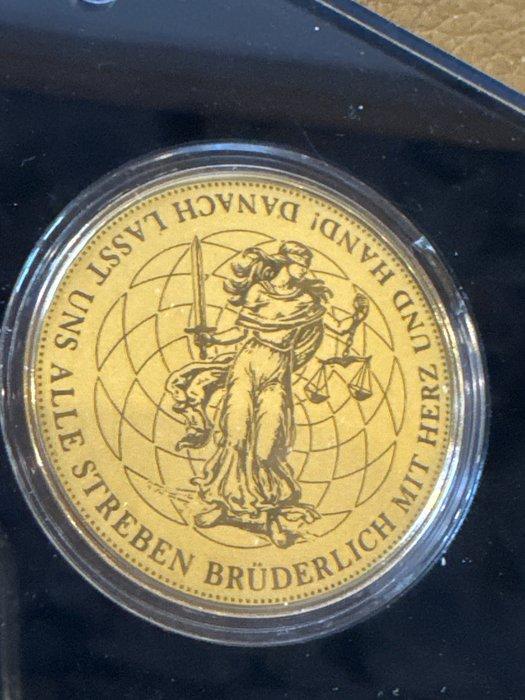 DANACH LASST UNS ALLE STREBEN BRÜDERLICH MIT HERZ UND HAND!